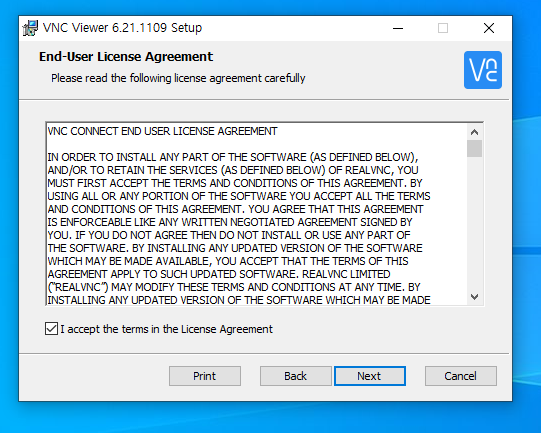 VNC Viewer 6.21.1109 Setup
End-User License Agreement
Please read the following license agreement carefully
VNC CONNECT END USER LICENSE AGREEMENT
IN ORDER TO INSTALL ANY PART OF THE SOFTWARE (AS DEFINED BELOW),
AND/OR TO RETAIN THE SERVICES (AS DEFINED BELOW) OF REALVNC, YOU
MUST FIRST ACCEPT THE TERMS AND CONDITIONS OF THIS AGREEMENT. BY
USING ALL OR ANY PORTION OF THE SOFTWARE YOU ACCEPT ALL THE TERMS
AND CONDITIONS OF THIS AGREEMENT. YOU AGREE THAT THIS AGREEMENT
IS ENFORCEABLE LIKE ANY WRITTEN NEGOTIATED AGREEMENT SIGNED BY
YOU. IF YOU DO NOT AGREE THEN DO NOT INSTALL OR USE ANY PART OF
THE SOFTWARE. BY INSTALLING ANY UPDATED VERSION OF THE SOFTWARE
WHICH MAY BE MADE AVAILABLE, YOU ACCEPT THAT THE TERMS OF THIS
AGREEMENT APPLY TO SUCH UPDATED SOFTWARE. REALVNC LIMITED
("REALVNC") MAY MODIFY THESE TERMS AND CONDITIONS AT ANY TIME. BY
INSTALLING ANY UPDATED VERSION OF THE SOFTWARE WHICH MAY BE MADE
I accept the terms in the License Agreement
Print
Back
Next
Cancel